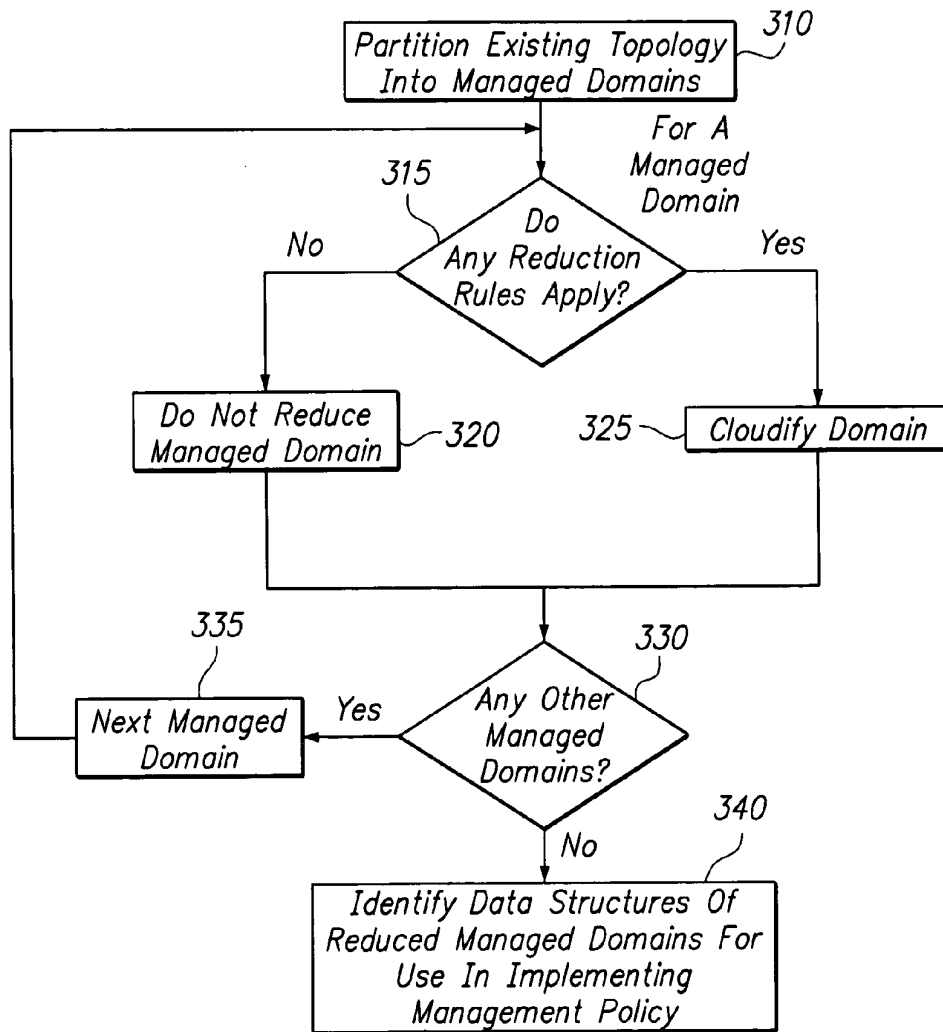 310
Partition Existing Topology
Into Managed Domains
For A
Managed
Domain
315
Do
Any Reduction
Rules Apply?
No
Yes
Do Not Reduce
Managed Domain
320
325
Cloudify Domain
330
Any Other
Managed
Domains?
335
Yes
Next Managed
Domain
No
340
Identify Data Structures Of
Reduced Managed Domains For
Use In Implementing
Management Policy